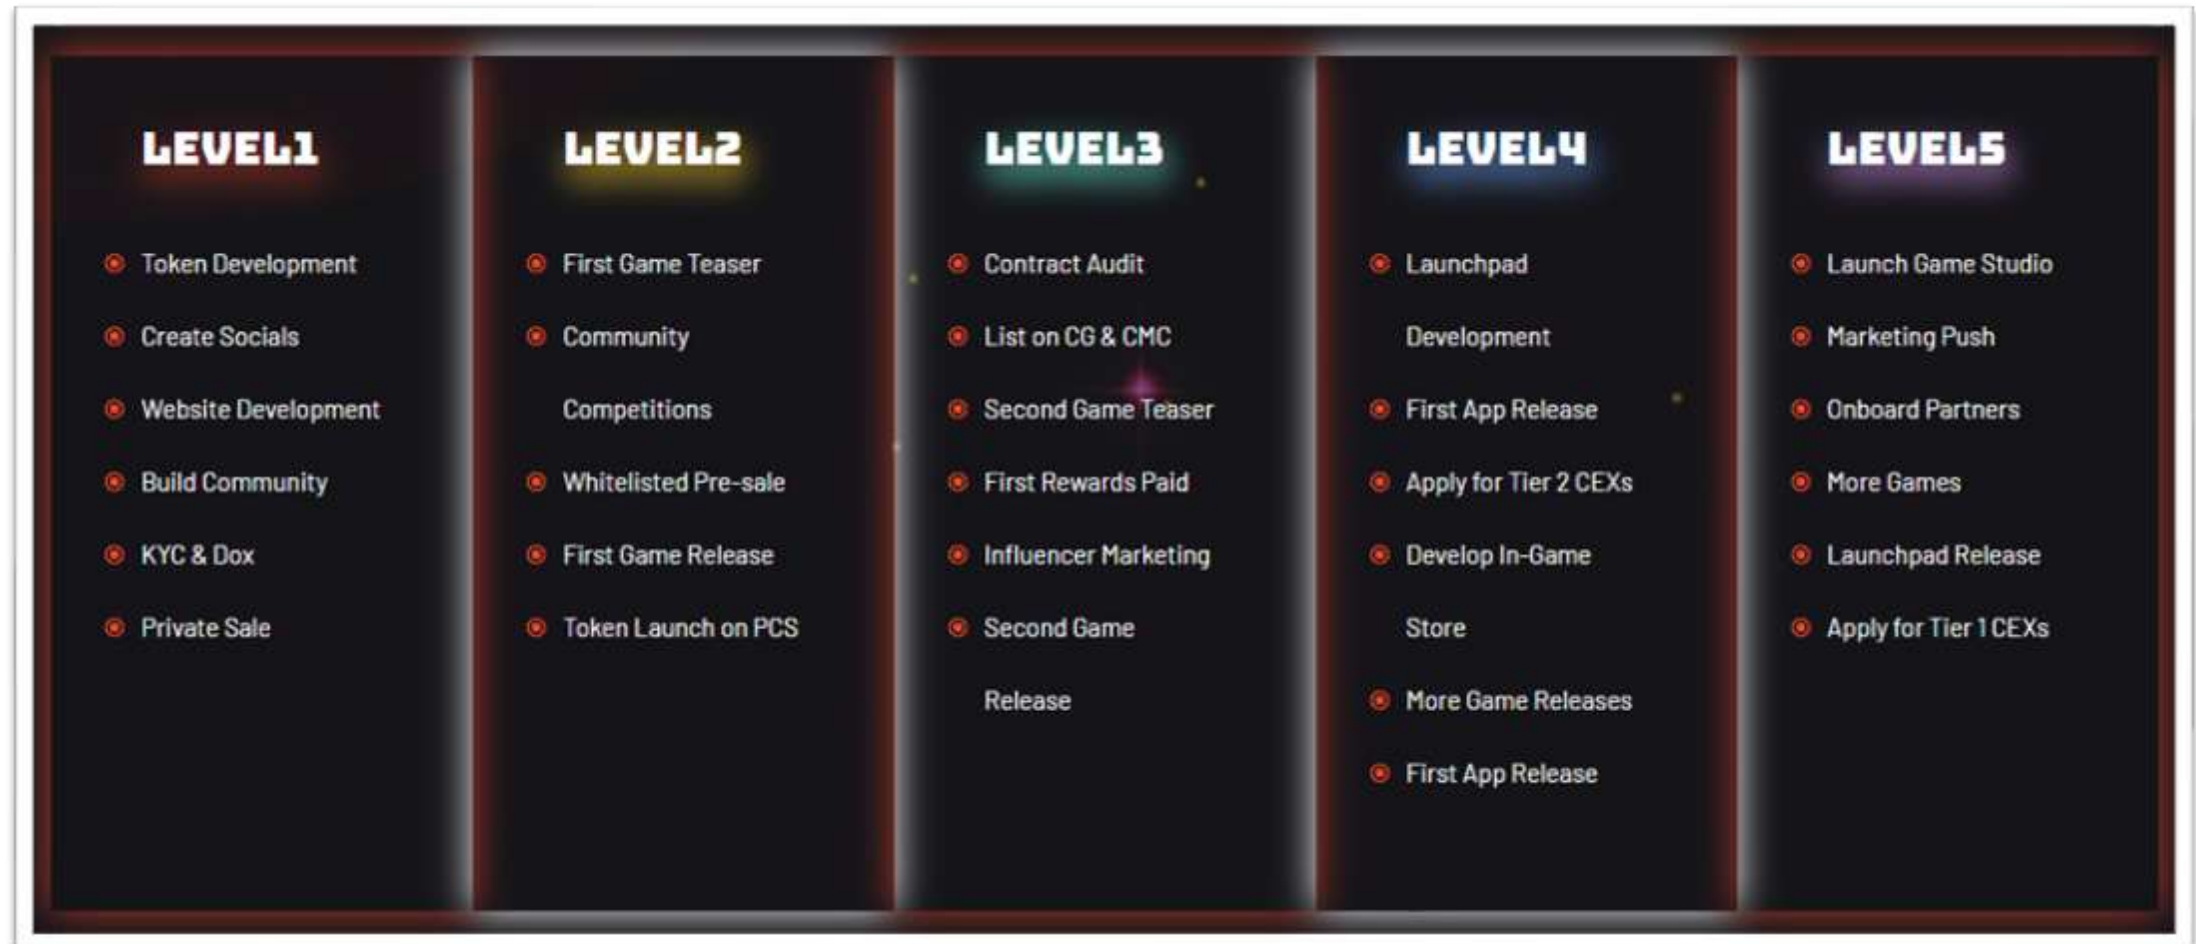 LEVEL1
Token Development
Create Socials
Website Development
Build Community
KYC & Dox
Private Sale
LEVEL2
First Game Teaser
Community
Competitions
Whitelisted Pre-sale
First Game Release
Token Launch on PCS
LEVEL3
Contract Audit
List on CG & CMC
Second Game Teaser
First Rewards Paid
Influencer Marketing
Second Game
Release
LEVEL4
Launchpad
Development
First App Release
Apply for Tier 2 CEXs
Develop In-Game
Store
More Game Releases
First App Release
LEVEL5
Launch Game Studio
Marketing Push
Onboard Partners
More Games
Launchpad Release
Apply for Tier 1 CEXs